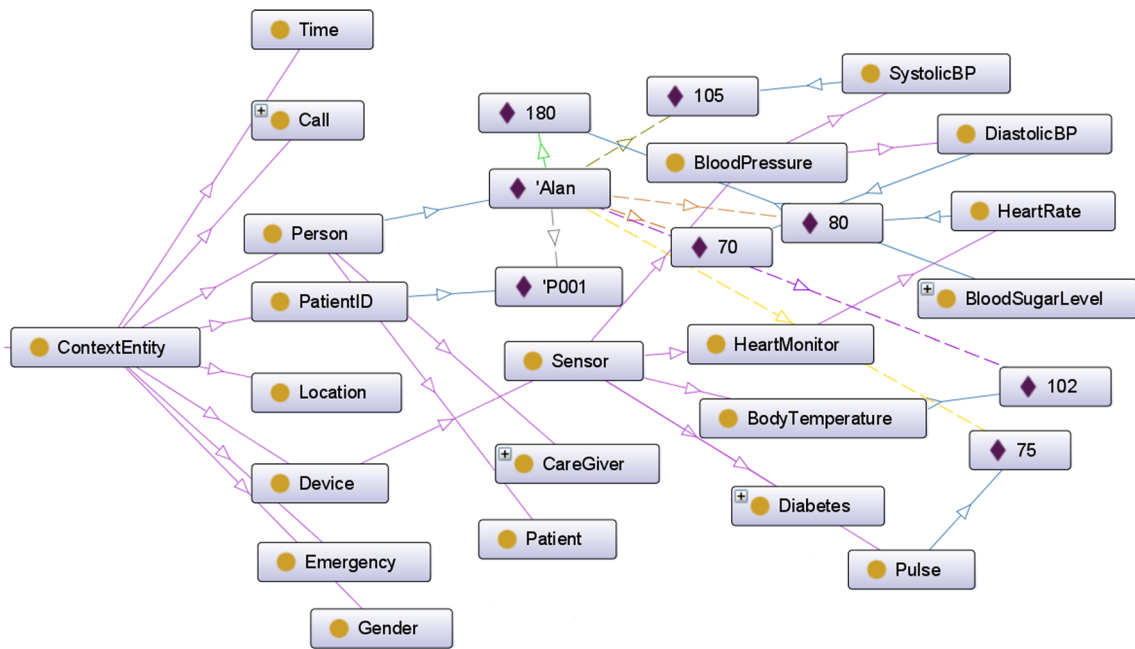 Time
SystolicBP
105
180
Call
DiastolicBP
BloodPressure
'Alan
HeartRate
Person
80
70
'P001
PatientID
BloodSugarLevel
HeartMonitor
ContextEntity
Sensor
102
Location
BodyTemperature
75
CareGiver
Device
Diabetes
Patient
Emergency
Pulse
Gender